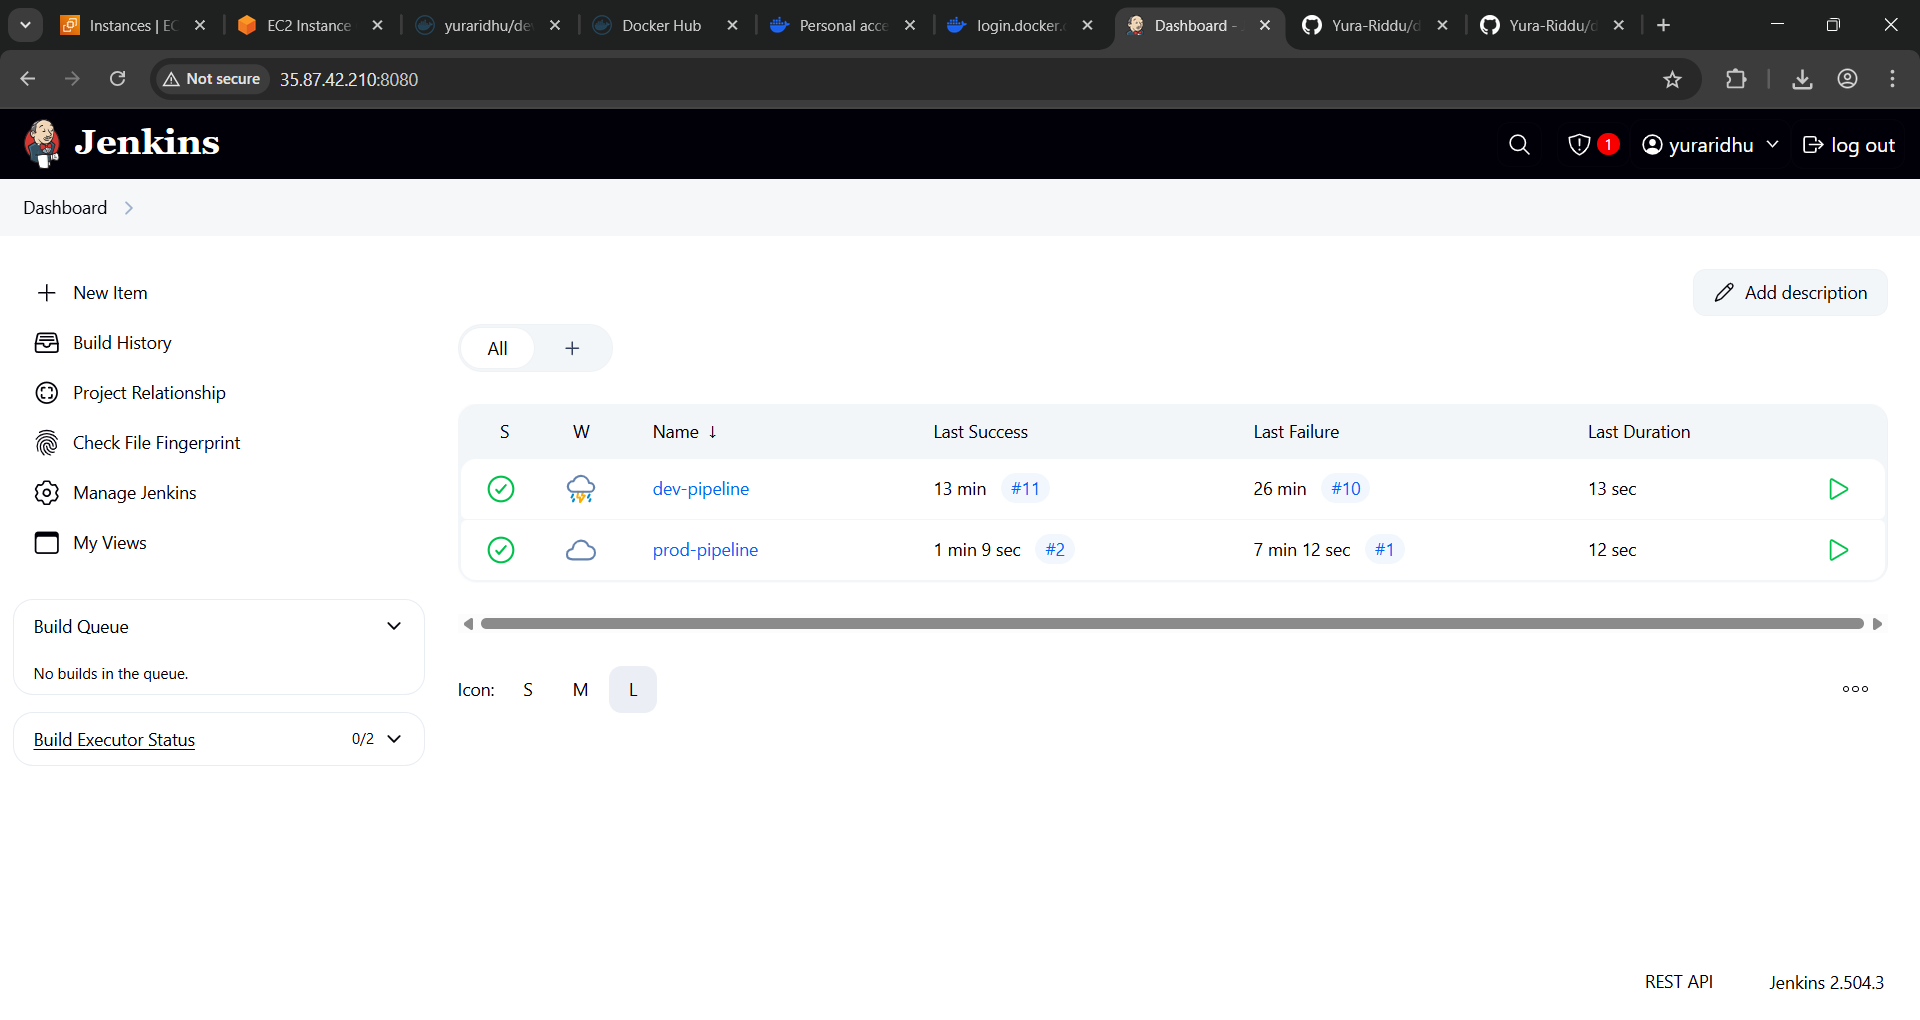 Instances | EC
EC2 Instance
yuraridhu/de
Docker Hub
Personal acce
login.docker.
Dashboard -
Yura-Riddu/d
Yura-Riddu/d
Not secure
35.87.42.210:8080
Jenkins
1
yuraridhu
log out
Dashboard
New Item
Add description
Build History
All
+
Project Relationship
Check File Fingerprint
Manage Jenkins
My Views
S W Name ↓ Last Success Last Failure Last Duration
dev-pipeline 13 min #11 26 min #10 13 sec
prod-pipeline 1 min 9 sec #2 7 min 12 sec #1 12 sec
Build Queue
No builds in the queue.
Icon: S M L
Build Executor Status 0/2
REST API Jenkins 2.504.3